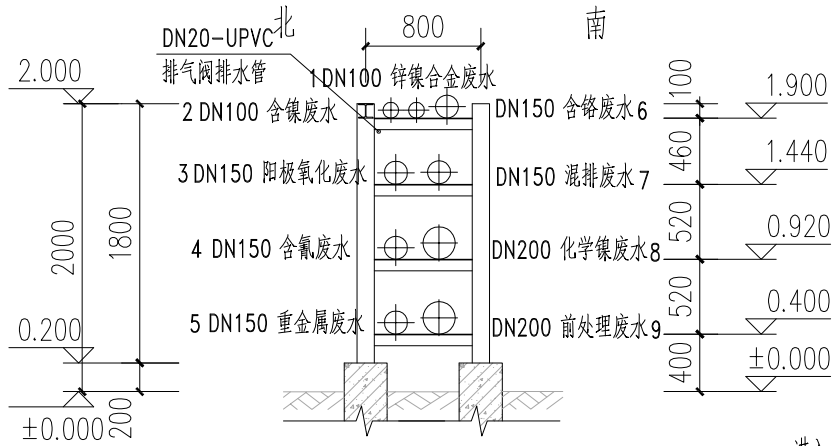 北
南
DN20-UPVC
排气阀排水管
800
1DN100 锌镍合金废水
2.000
2 DN100 含镍废水
DN150 含铬废水6
100
1.900
3 DN150 阳极氧化废水
DN150 混排废水7
460
1.440
2000
1800
4 DN150 含氰废水
DN200 化学镍废水8
520
0.920
0.200
5 DN150 重金属废水
DN200 前处理废水9
520
0.400
400
±0.000
±0.000
200